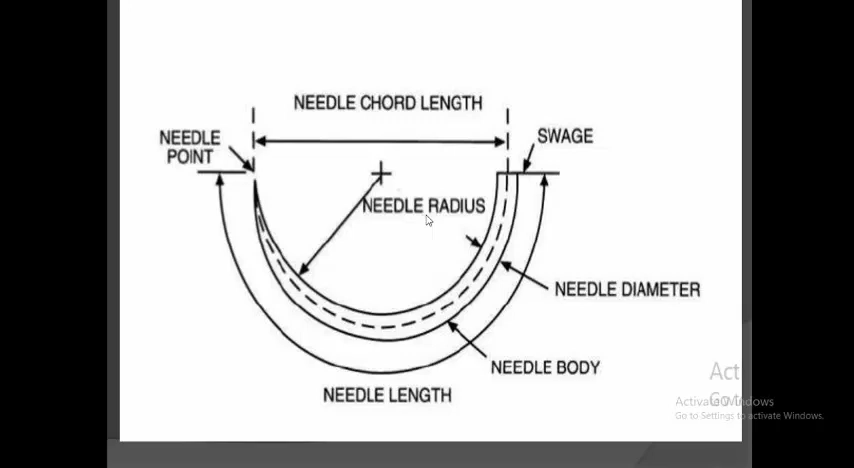 NEEDLE CHORD LENGTH
NEEDLE
POINT
SWAGE
NEEDLE RADIUS
NEEDLE DIAMETER
NEEDLE BODY
NEEDLE LENGTH
Act
Activate Windows
Go to Settings to activate Windows.